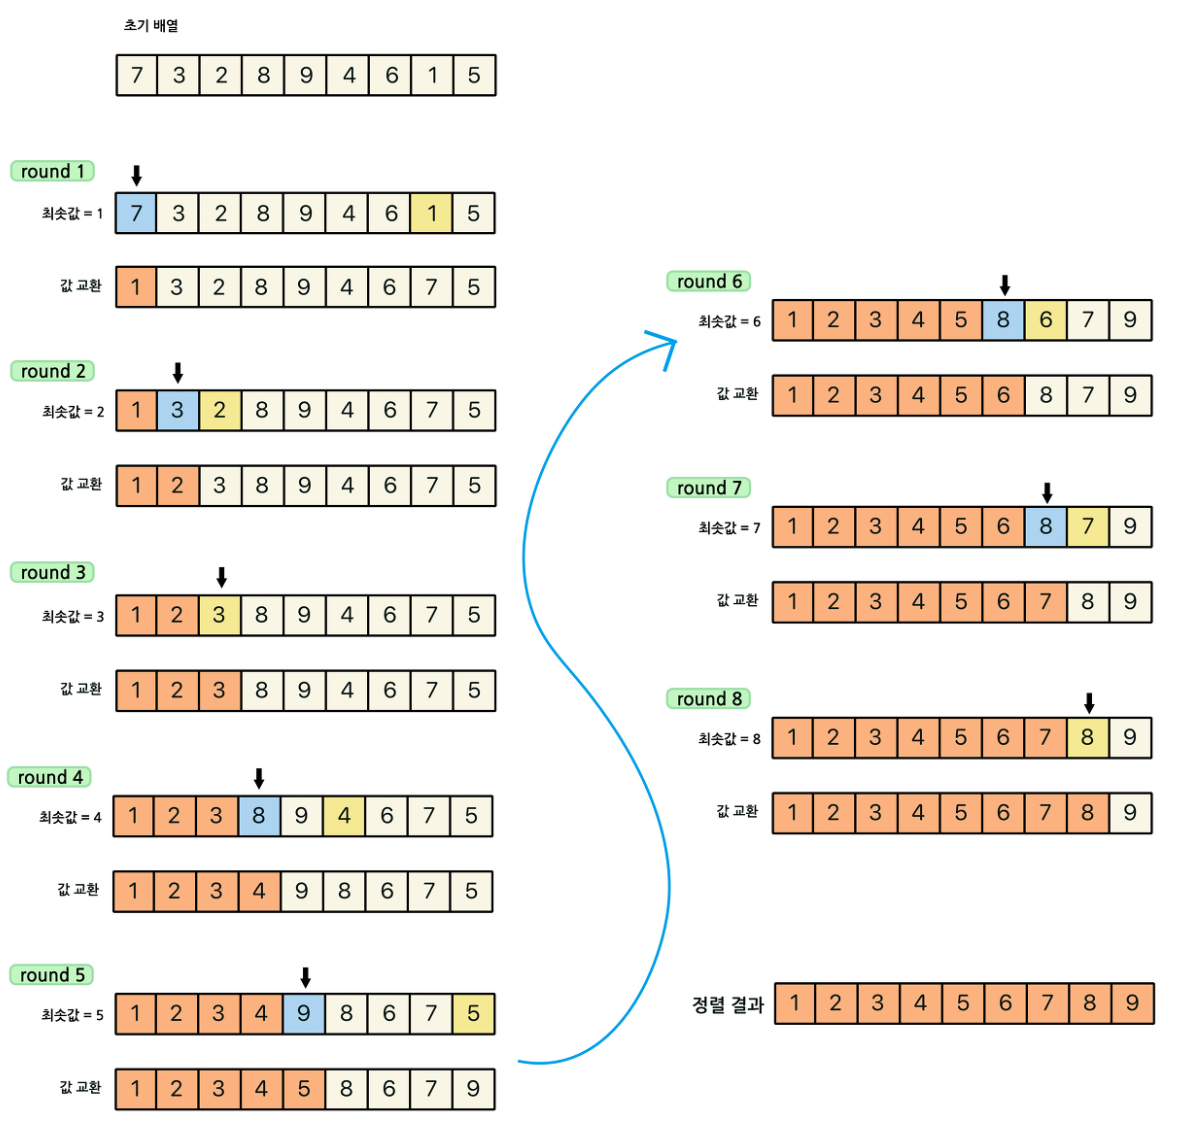 초기 배열
7 3 2 8 9 4 6 1 5
round 1
최솟값 = 1
7 3 2 8 9 4 6 1 5
값 교환
1 3 2 8 9 4 6 7 5
round 2
최솟값 = 2
1 3 2 8 9 4 6 7 5
값 교환
1 2 3 8 9 4 6 7 5
round 3
최솟값 = 3
1 2 3 8 9 4 6 7 5
값 교환
1 2 3 8 9 4 6 7 5
round 4
최솟값 = 4
1 2 3 8 9 4 6 7 5
값 교환
1 2 3 4 9 8 6 7 5
round 5
최솟값 = 5
1 2 3 4 9 8 6 7 5
값 교환
1 2 3 4 5 8 6 7 9
round 6
최솟값 = 6
1 2 3 4 5 8 6 7 9
값 교환
1 2 3 4 5 6 8 7 9
round 7
최솟값 = 7
1 2 3 4 5 6 8 7 9
값 교환
1 2 3 4 5 6 7 8 9
round 8
최솟값 = 8
1 2 3 4 5 6 7 8 9
값 교환
1 2 3 4 5 6 7 8 9
정렬 결과
1 2 3 4 5 6 7 8 9